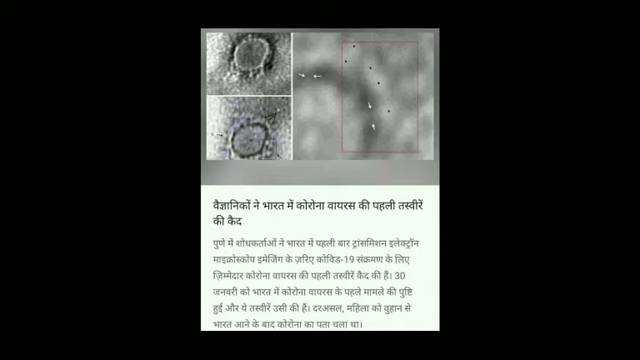 वैज्ञानिकों ने भारत में कोरोना वायरस की पहली तस्वीरें
की कैद
पुणे में शोधकर्ताओं ने भारत में पहली बार ट्रांसमिशन इलेक्ट्रॉन
माइक्रोस्कोप इमेजिंग के ज़रिए कोविड-19 संक्रमण के लिए
ज़िम्मेदार कोरोना वायरस की पहली तस्वीरें कैद की हैं। 30
जनवरी को भारत में कोरोना वायरस के पहले मामले की पुष्टि
हुई और ये तस्वीरें उसी की हैं। दरअसल, महिला को वुहान से
भारत आने के बाद कोरोना का पता चला था।